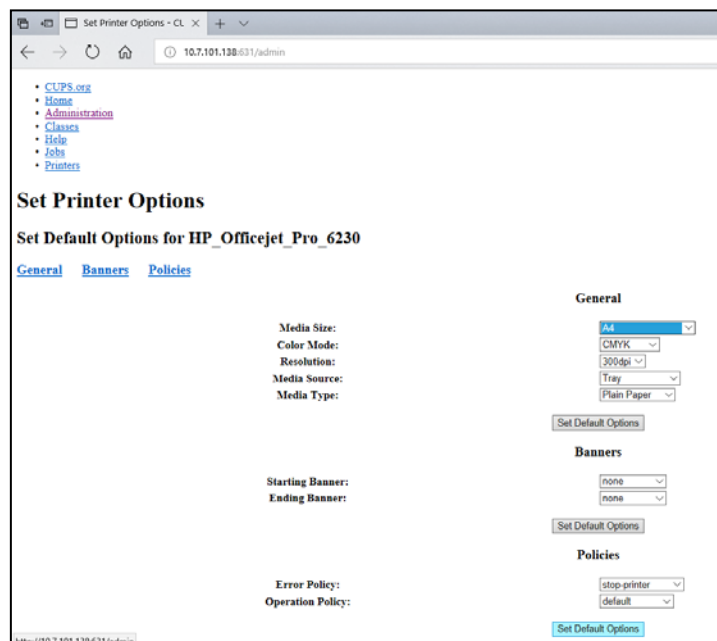 Set Printer Options - CU
10.7.101.138:631/admin
CUPS.org
Home
Administration
Classes
Help
Jobs
Printers
Set Printer Options
Set Default Options for HP_Officejet_Pro_6230
General Banners Policies
General
Media Size: A4
Color Mode: CMYK
Resolution: 300dpi
Media Source: Tray
Media Type: Plain Paper
Set Default Options
Banners
Starting Banner: none
Ending Banner: none
Set Default Options
Policies
Error Policy: stop-printer
Operation Policy: default
Set Default Options